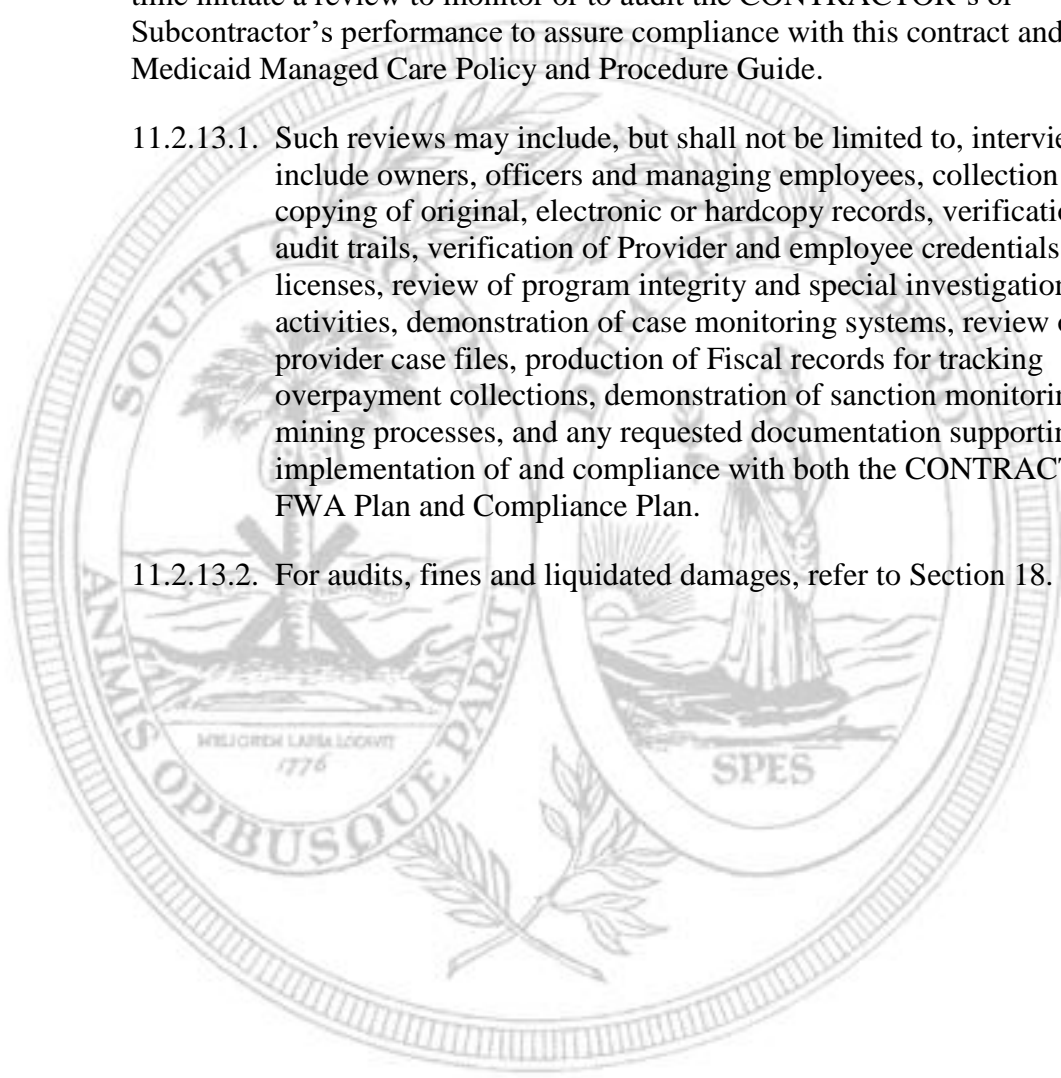 time initiate a review to monitor or to audit the CONTRACTOR's or
Subcontractor's performance to assure compliance with this contract and
Medicaid Managed Care Policy and Procedure Guide.
11.2.13.1. Such reviews may include, but shall not be limited to, intervie
include owners, officers and managing employees, collection
copying of original, electronic or hardcopy records, verificatio
audit trails, verification of Provider and employee credentials
licenses, review of program integrity and special investigation
activities, demonstration of case monitoring systems, review o
provider case files, production of Fiscal records for tracking
overpayment collections, demonstration of sanction monitorin
mining processes, and any requested documentation supportin
implementation of and compliance with both the CONTRACT
FWA Plan and Compliance Plan.
11.2.13.2. For audits, fines and liquidated damages, refer to Section 18.
SOUTH
ANIMIS OPIBUSQUE PARATI
1776
SPES